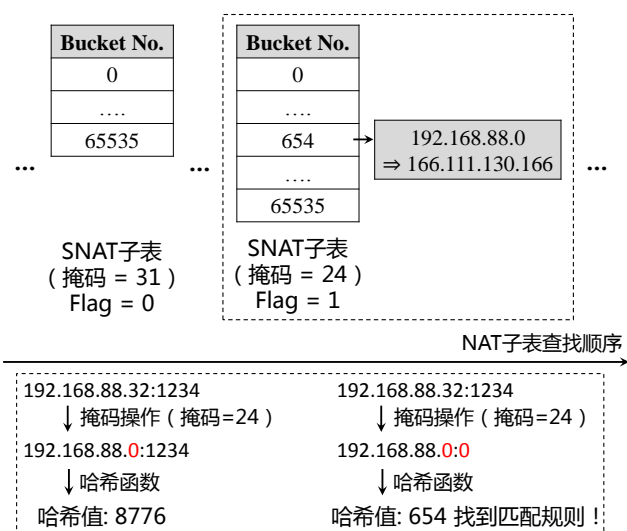 Bucket No.
0
....
65535
...
SNAT子表
（掩码 = 31）
Flag = 0
...
Bucket No.
0
....
654
....
65535
192.168.88.0
⇒ 166.111.130.166
...
SNAT子表
（掩码 = 24）
Flag = 1
NAT子表查找顺序
192.168.88.32:1234
掩码操作（掩码=24）
192.168.88.0:1234
哈希函数
哈希值: 8776
192.168.88.32:1234
掩码操作（掩码=24）
192.168.88.0:0
哈希函数
哈希值: 654 找到匹配规则！